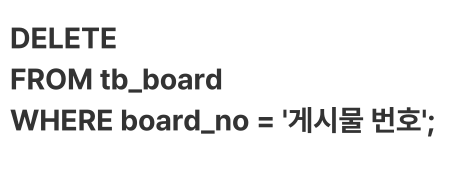 DELETE
FROM tb_board
WHERE board_no = '게시물 번호';